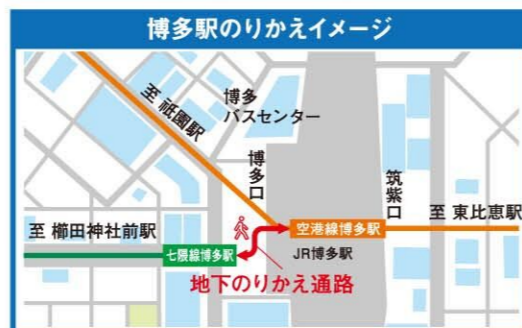 博多駅のりかえイメージ
至 祇園駅
博多
バスセンター
博多口
筑紫口
至 櫛田神社前駅
七隈線博多駅
空港線博多駅
至 東比恵駅
JR博多駅
地下のりかえ通路